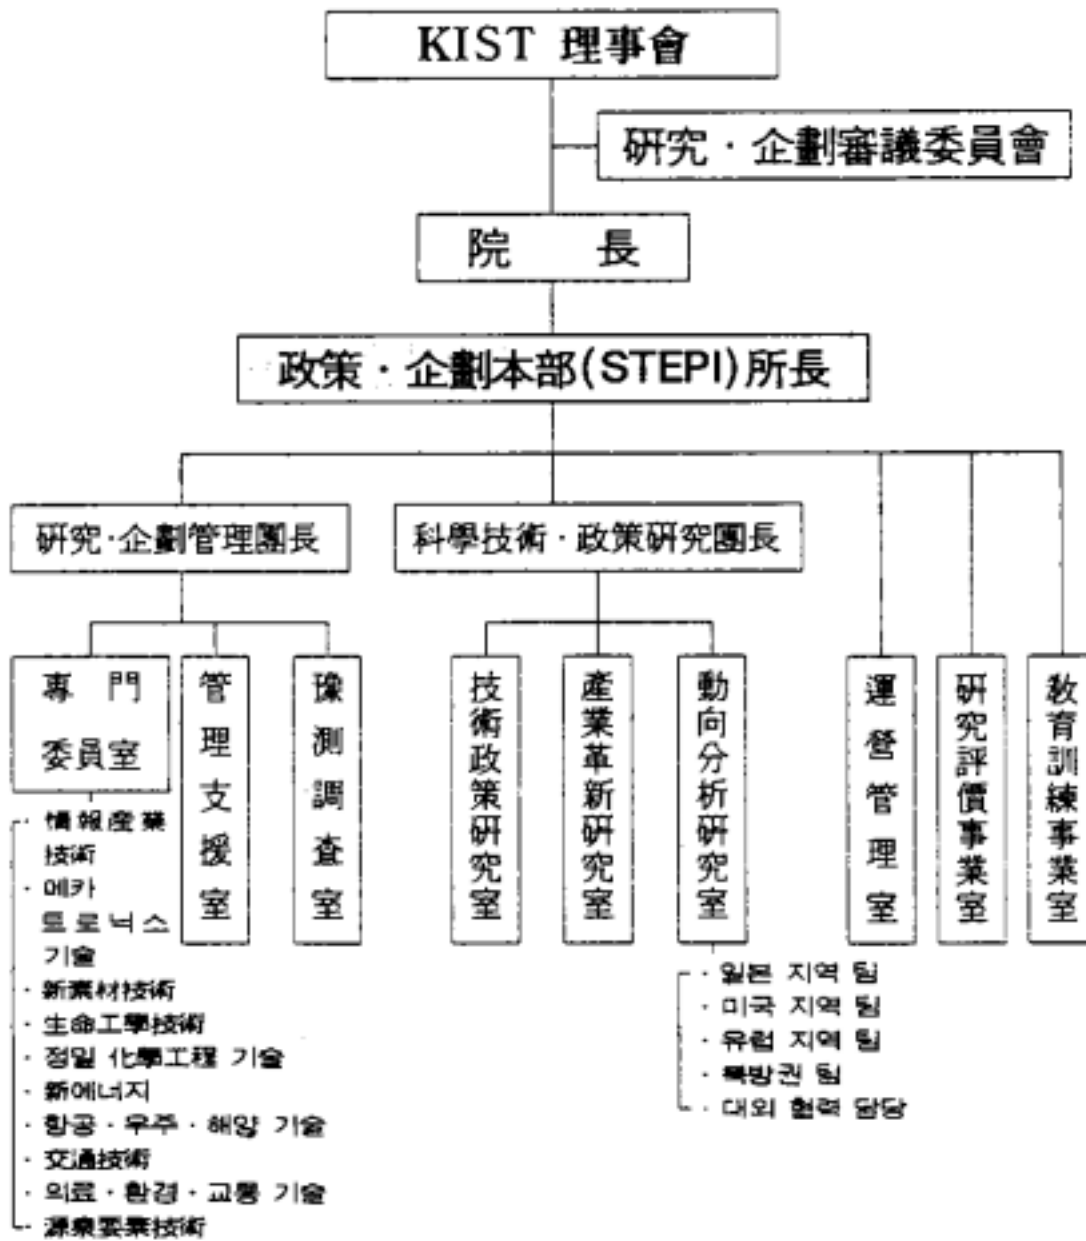 KIST 理事會
研究 · 企劃審議委員會
院 長
政策 · 企劃本部(STEPI)所長
研究·企劃管理團長
科學技術 · 政策研究團長
專 門
委員室
管理支援室
豫測調査室
技術政策研究室
產業革新研究室
動向分析研究室
運營管理室
研究評價事業室
敎育訓練事業室
· 情報産業
技術
· 메카
트로닉스
기술
· 新素材技術
· 生命工學技術
· 정밀 化學工程 기술
· 新에너지
· 항공 · 우주 · 해양 기술
· 交通技術
· 의료 · 환경 · 교통 기술
· 源泉要素技術
· 일본 지역 팀
· 미국 지역 팀
· 유럽 지역 팀
· 북방권 팀
· 대외 협력 담당